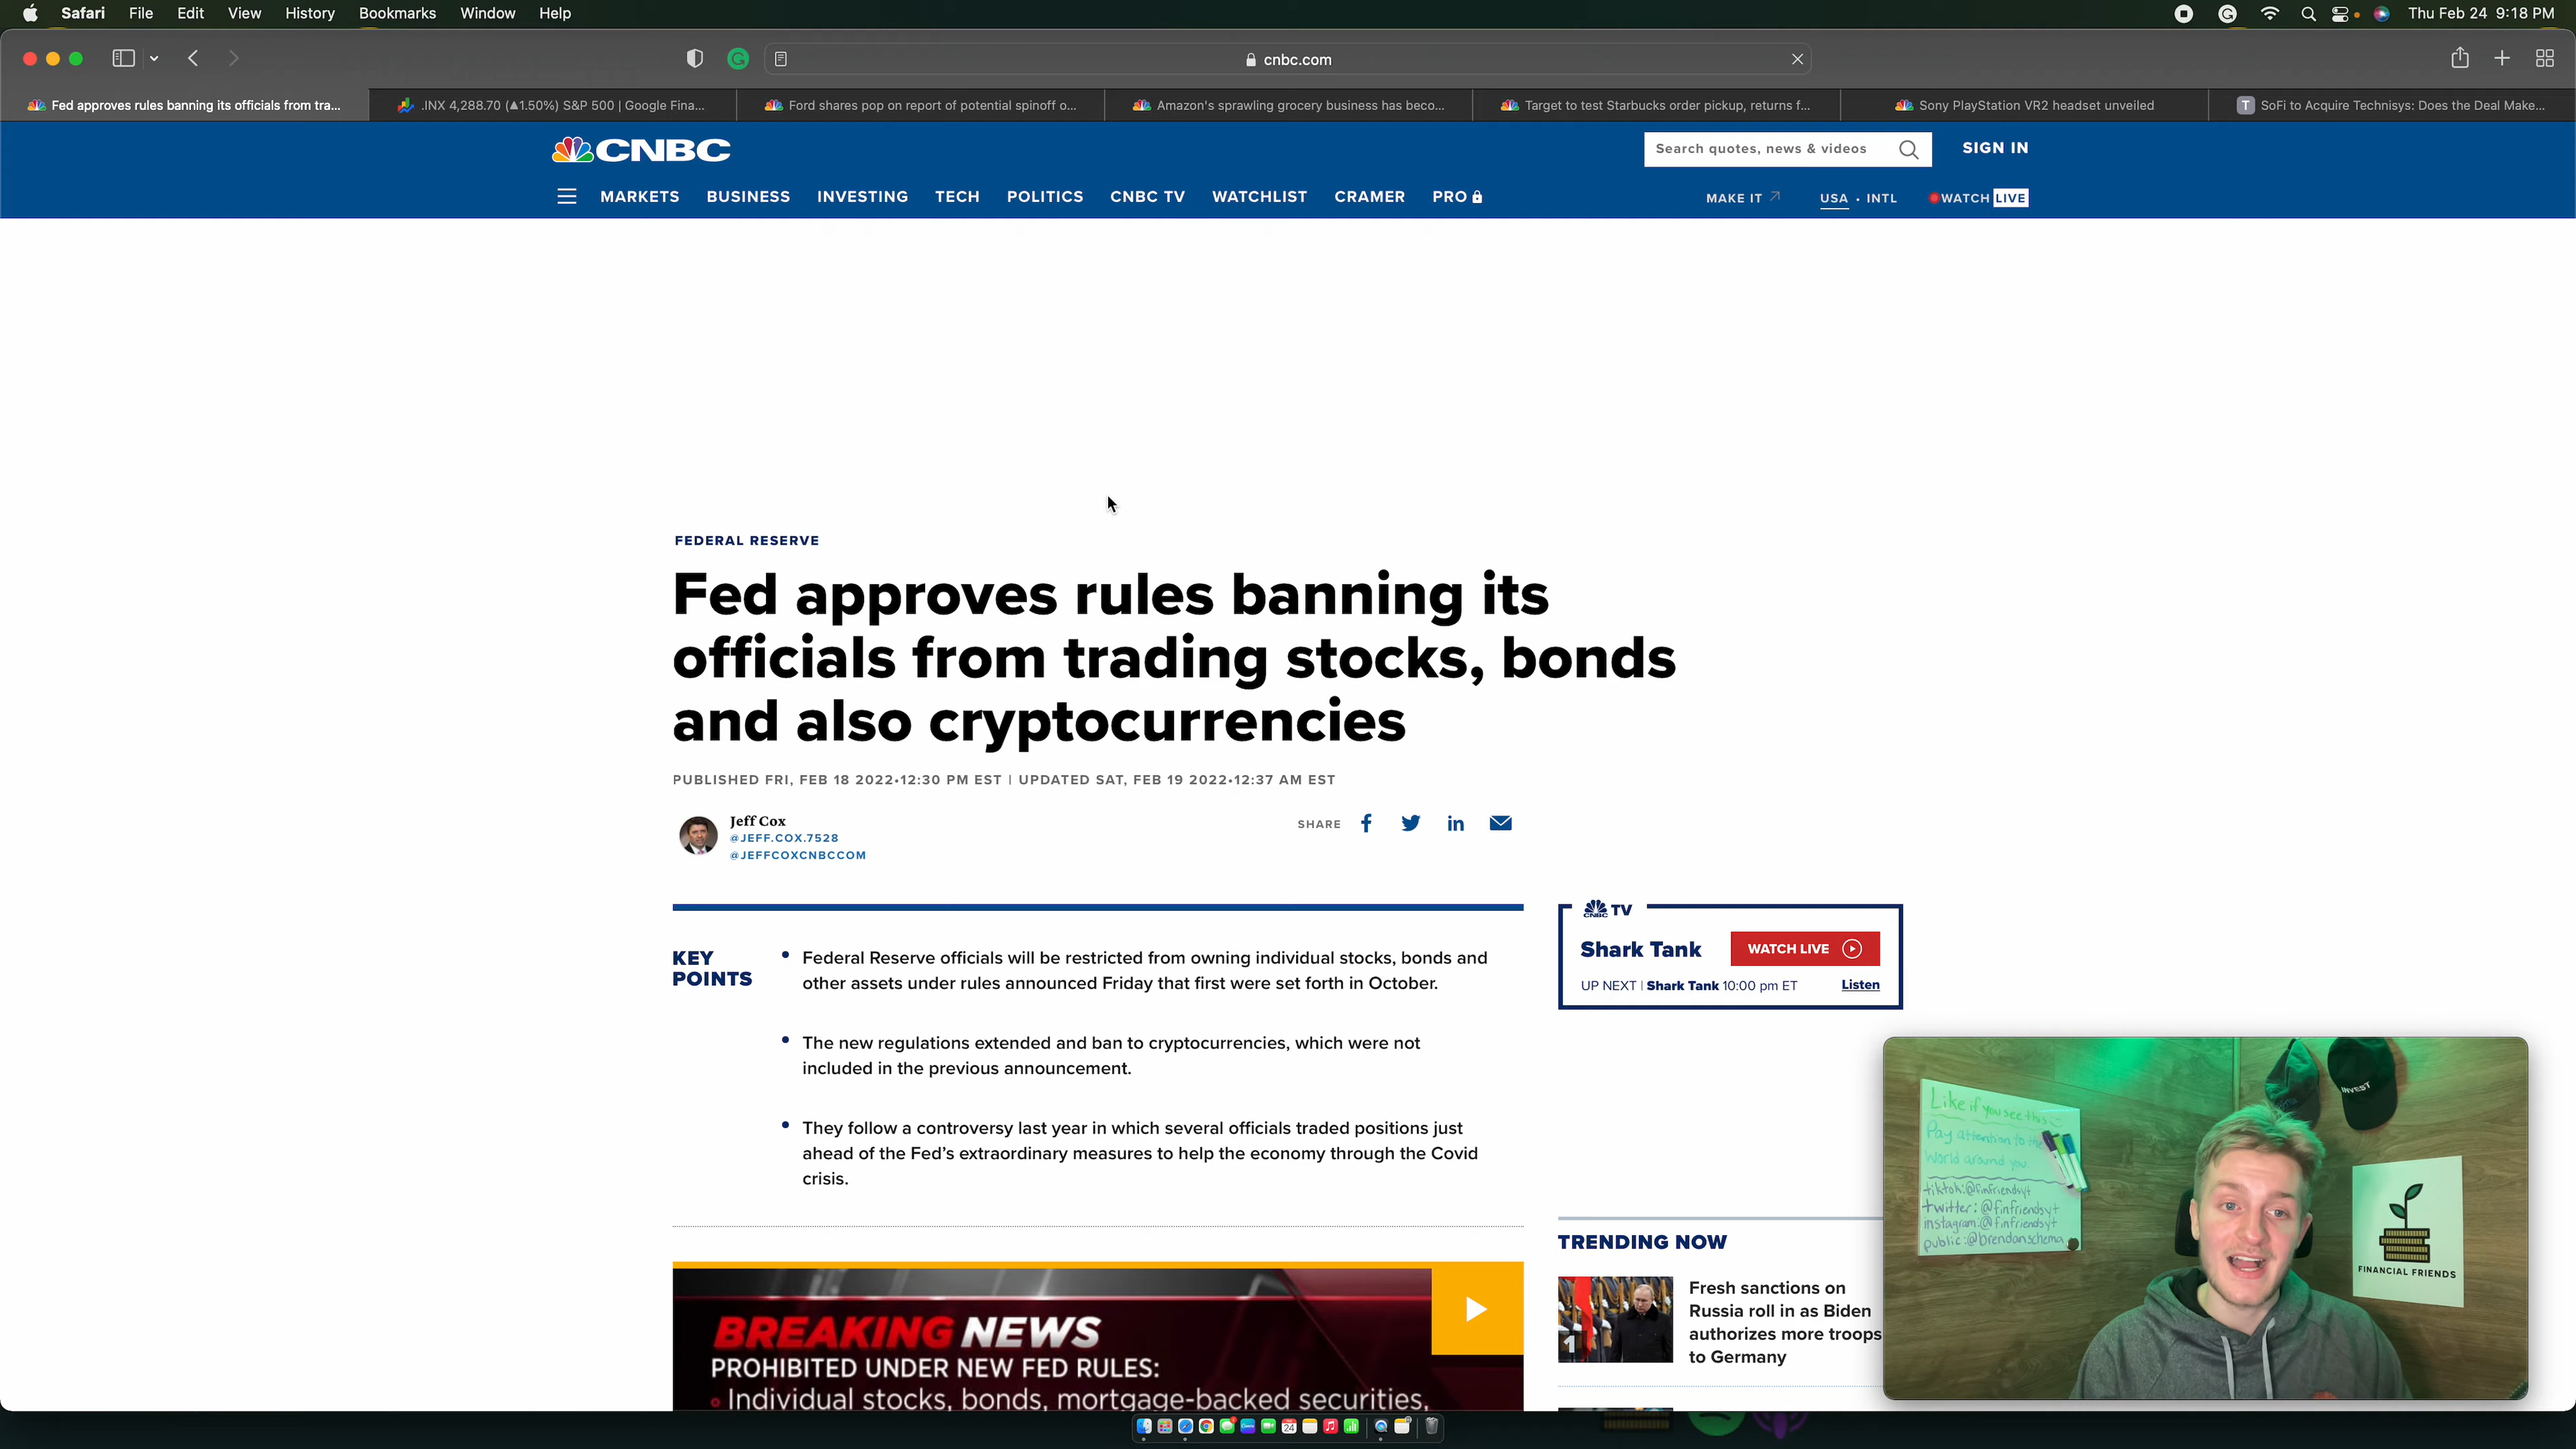 Safari File Edit View History Bookmarks Window Help
Thu Feb 24 9:18 PM
cnbc.com
Fed approves rules banning its officials from tra...
.INX 4,288.70 (▲1.50%) S&P 500 | Google Fina...
Ford shares pop on report of potential spinoff o...
Amazon's sprawling grocery business has beco...
Target to test Starbucks order pickup, returns f...
Sony PlayStation VR2 headset unveiled
T SoFi to Acquire Technisys: Does the Deal Make...
CNBC
Search quotes, news & videos
SIGN IN
MARKETS BUSINESS INVESTING TECH POLITICS CNBC TV WATCHLIST CRAMER PRO
MAKE IT USA • INTL WATCH LIVE
FEDERAL RESERVE
Fed approves rules banning its
officials from trading stocks, bonds
and also cryptocurrencies
PUBLISHED FRI, FEB 18 2022•12:30 PM EST | UPDATED SAT, FEB 19 2022•12:37 AM EST
Jeff Cox
@JEFF.COX.7528
@JEFFCOXCNBCCOM
SHARE
KEY
POINTS
• Federal Reserve officials will be restricted from owning individual stocks, bonds and
other assets under rules announced Friday that first were set forth in October.
• The new regulations extended and ban to cryptocurrencies, which were not
included in the previous announcement.
• They follow a controversy last year in which several officials traded positions just
ahead of the Fed's extraordinary measures to help the economy through the Covid
crisis.
BREAKING NEWS
PROHIBITED UNDER NEW FED RULES:
Individual stocks, bonds, mortgage-backed securities,
CNBC TV
Shark Tank
WATCH LIVE
UP NEXT | Shark Tank 10:00 pm ET
Listen
TRENDING NOW
1
Fresh sanctions on
Russia roll in as Biden
authorizes more troops
to Germany
Like if you see this
Pay attention to the
World around you.
tiktok:@finfriendsyt
twitter: @finfriendsyt
instagram:@finfriendsyt
public:@brendanschema
INVEST
FINANCIAL FRIENDS
24